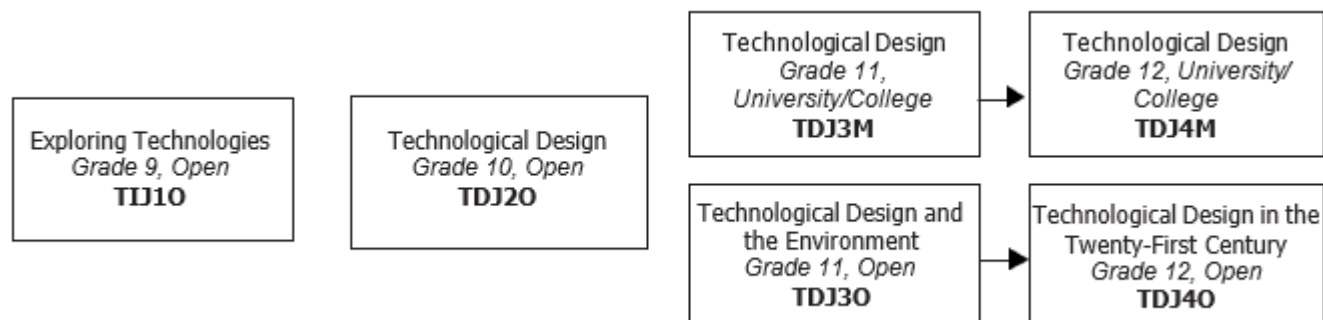 Exploring Technologies
Grade 9, Open
TIJ1O
Technological Design
Grade 10, Open
TDJ2O
Technological Design
Grade 11,
University/College
TDJ3M
Technological Design
Grade 12, University/
College
TDJ4M
Technological Design and
the Environment
Grade 11, Open
TDJ3O
Technological Design in the
Twenty-First Century
Grade 12, Open
TDJ4O